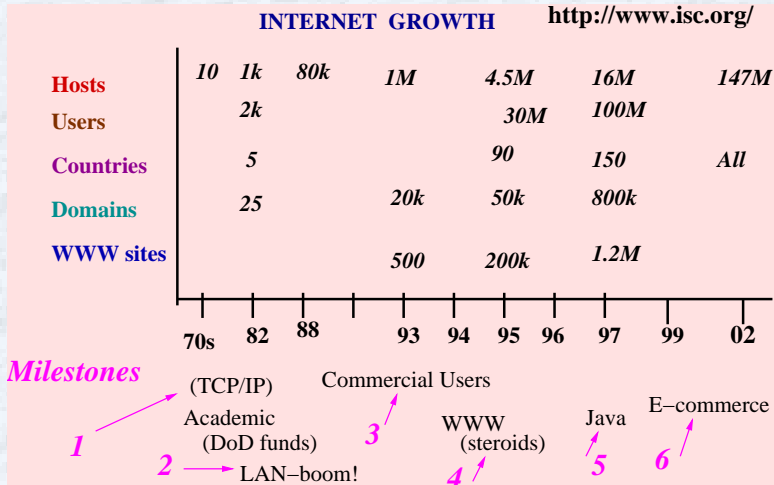 INTERNET GROWTH http://www.isc.org/
Hosts 10 1k 80k 1M 4.5M 16M 147M
Users 2k 30M 100M
Countries 5 90 150 All
Domains 25 20k 50k 800k
WWW sites 500 200k 1.2M
70s 82 88 93 94 95 96 97 99 02
Milestones
(TCP/IP) Commercial Users
Academic WWW Java E−commerce
1 (DoD funds) 3 (steroids)
2 LAN−boom! 4 5 6